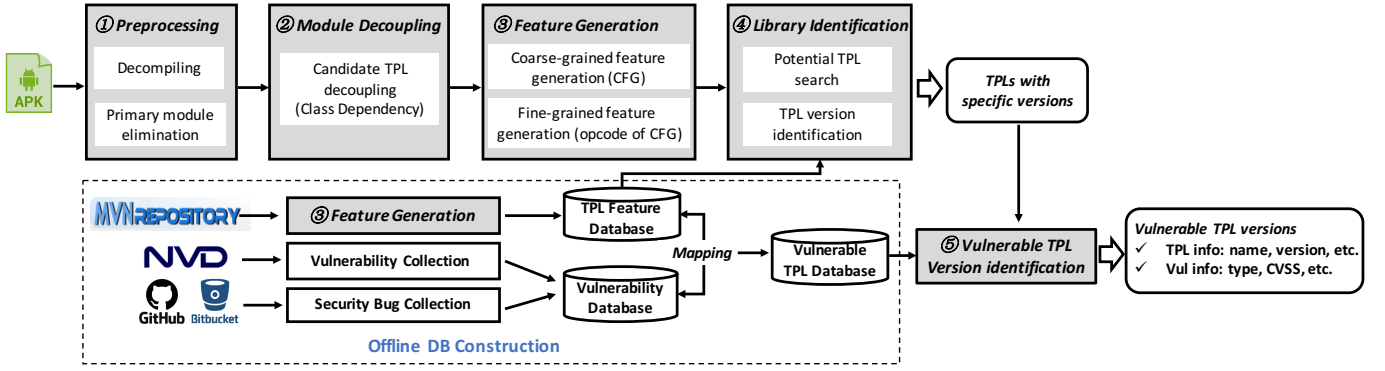 ① Preprocessing
Decompiling
Primary module
elimination
② Module Decoupling
Candidate TPL
decoupling
(Class Dependency)
③ Feature Generation
Coarse-grained feature
generation (CFG)
Fine-grained feature
generation (opcode of CFG)
④ Library Identification
Potential TPL
search
TPL version
identification
TPLs with
specific versions
APK
MVNREPOSITORY
③ Feature Generation
TPL Feature
Database
NVD
Vulnerability Collection
GitHub
Bitbucket
Security Bug Collection
Vulnerability
Database
Mapping
Vulnerable
TPL Database
⑤ Vulnerable TPL
Version identification
Vulnerable TPL versions
✓ TPL info: name, version, etc.
✓ Vul info: type, CVSS, etc.
Offline DB Construction